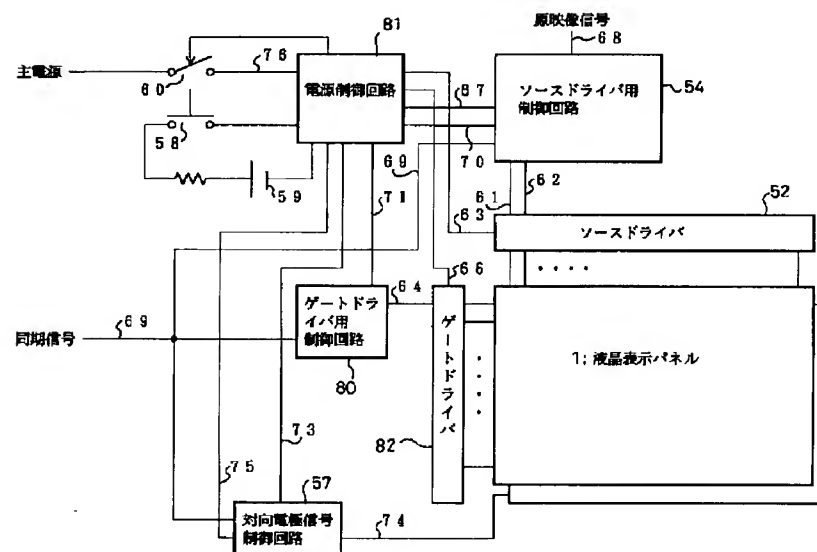 81
原映像信号
68
76
主電源
60
電源制御回路
67
ソースドライバ用
制御回路
54
58
70
69
62
59
71
61
63
52
ソースドライバ
66
・・・・
64
ゲートドラ
イバ用
制御回路
同期信号
69
80
ゲートドライバ
・・・・
1;液晶表示パネル
82
73
75
57
対向電極信号
制御回路
74